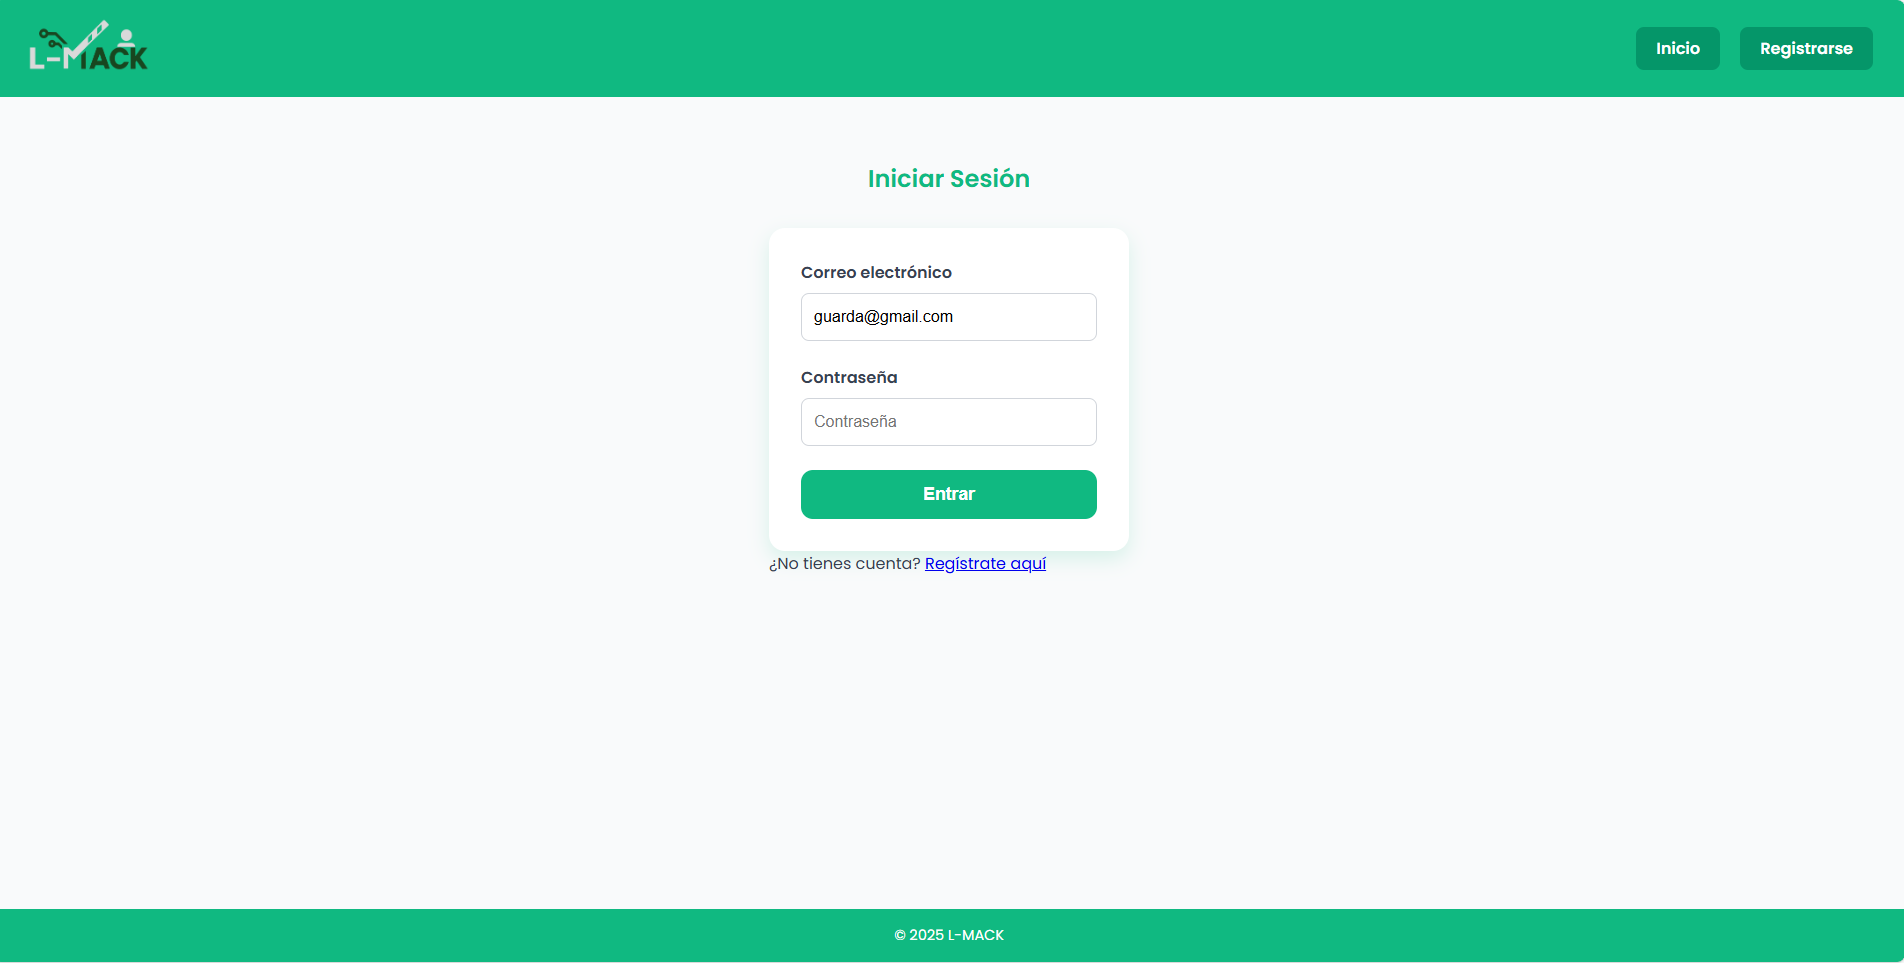 L-MACK
Inicio
Registrarse
Iniciar Sesión
Correo electrónico
guarda@gmail.com
Contraseña
Contraseña
Entrar
¿No tienes cuenta? Regístrate aquí
© 2025 L-MACK